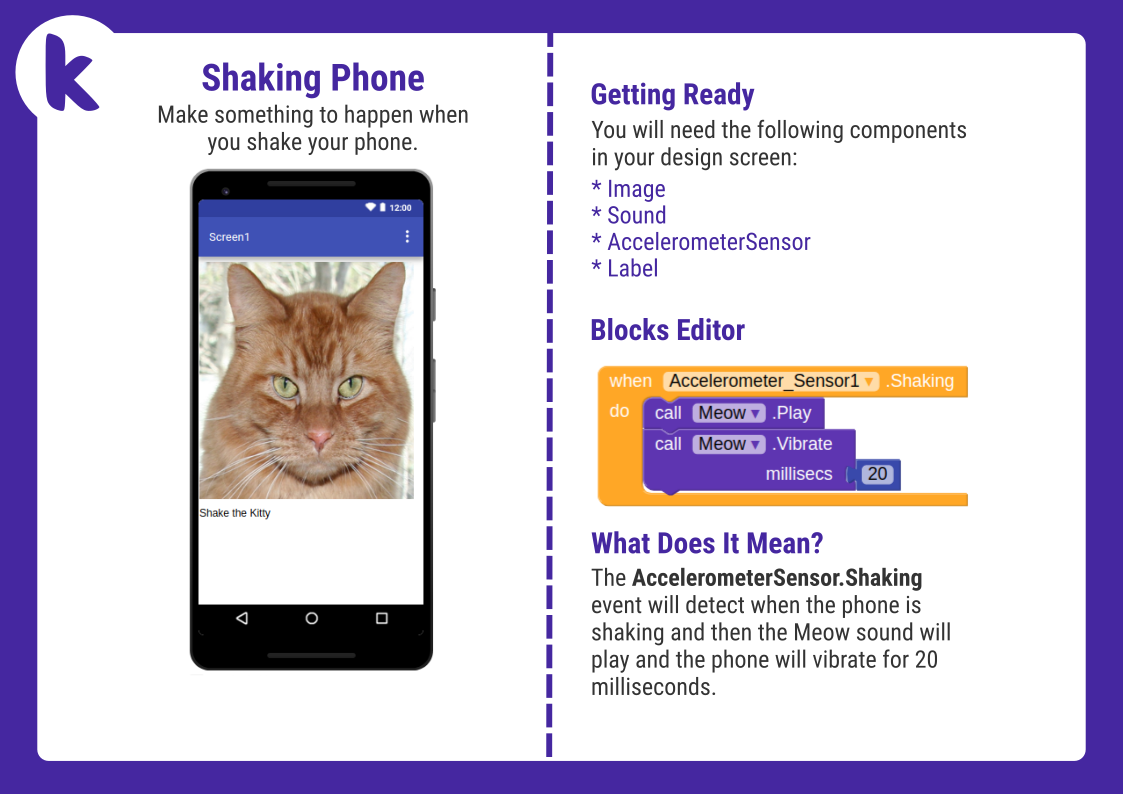 k
Shaking Phone
Make something to happen when
you shake your phone.
12:00
Screen1
Shake the Kitty
Getting Ready
You will need the following components
in your design screen:
* Image
* Sound
* AccelerometerSensor
* Label
Blocks Editor
when Accelerometer_Sensor1 .Shaking
do call Meow .Play
call Meow .Vibrate
millisecs 20
What Does It Mean?
The AccelerometerSensor.Shaking
event will detect when the phone is
shaking and then the Meow sound will
play and the phone will vibrate for 20
milliseconds.